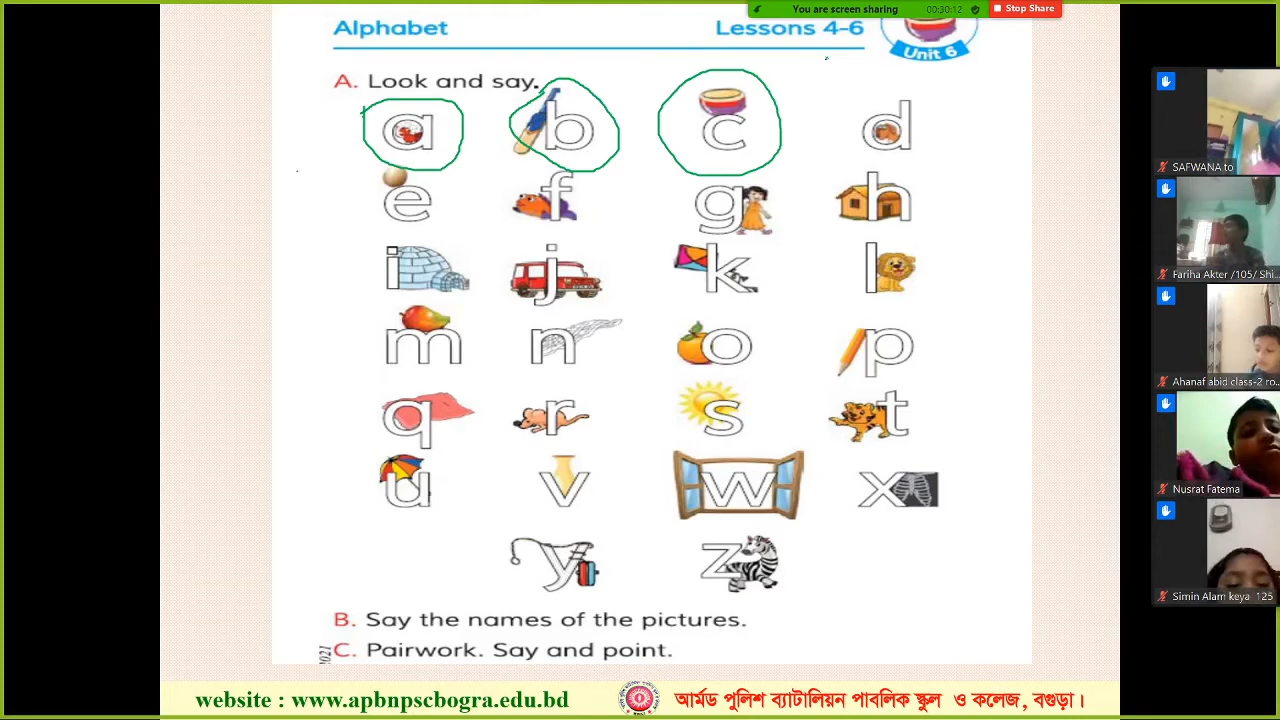 You are screen sharing 00:30:12 Stop Share
Alphabet Lessons 4-6
Unit 6
A. Look and say.
a b c d
e f g h
i j k l
m n o p
q r s t
u v w x
y z
B. Say the names of the pictures.
C. Pairwork. Say and point.
2021
website : www.apbnpscbogra.edu.bd আর্মড পুলিশ ব্যাটালিয়ন পাবলিক স্কুল ও কলেজ, বগুড়া।
SAFWANA to
Fariha Akter /105/ Shi...
Ahanaf abid class-2 ro...
Nusrat Fatema
Simin Alam keya 125